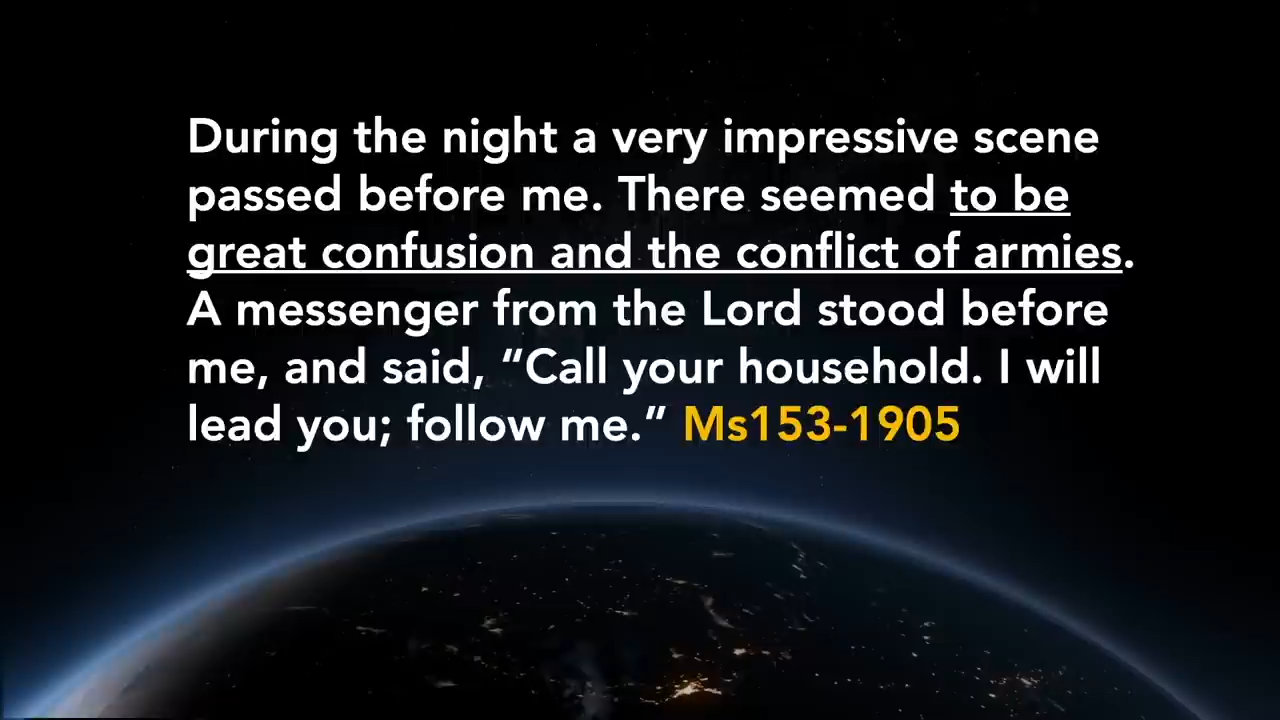 During the night a very impressive scene
passed before me. There seemed to be
great confusion and the conflict of armies.
A messenger from the Lord stood before
me, and said, “Call your household. I will
lead you; follow me.” Ms153-1905